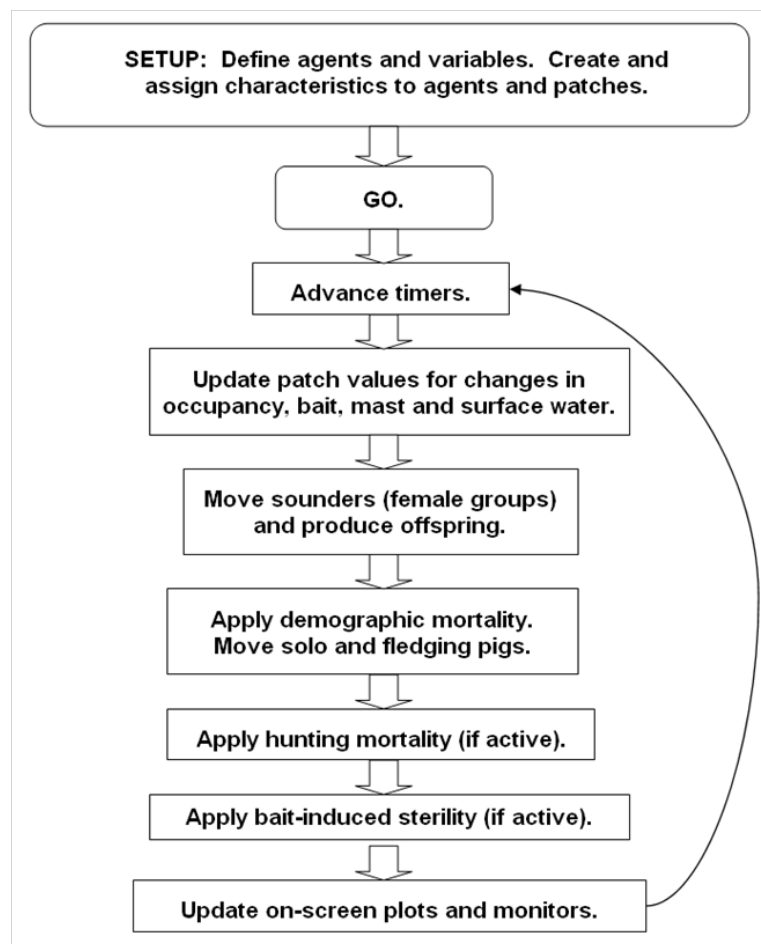 SETUP:  Define agents and variables.  Create and
assign characteristics to agents and patches.
GO.
Advance timers.
Update patch values for changes in
occupancy, bait, mast and surface water.
Move sounders (female groups)
and produce offspring.
Apply demographic mortality.
Move solo and fledging pigs.
Apply hunting mortality (if active).
Apply bait-induced sterility (if active).
Update on-screen plots and monitors.